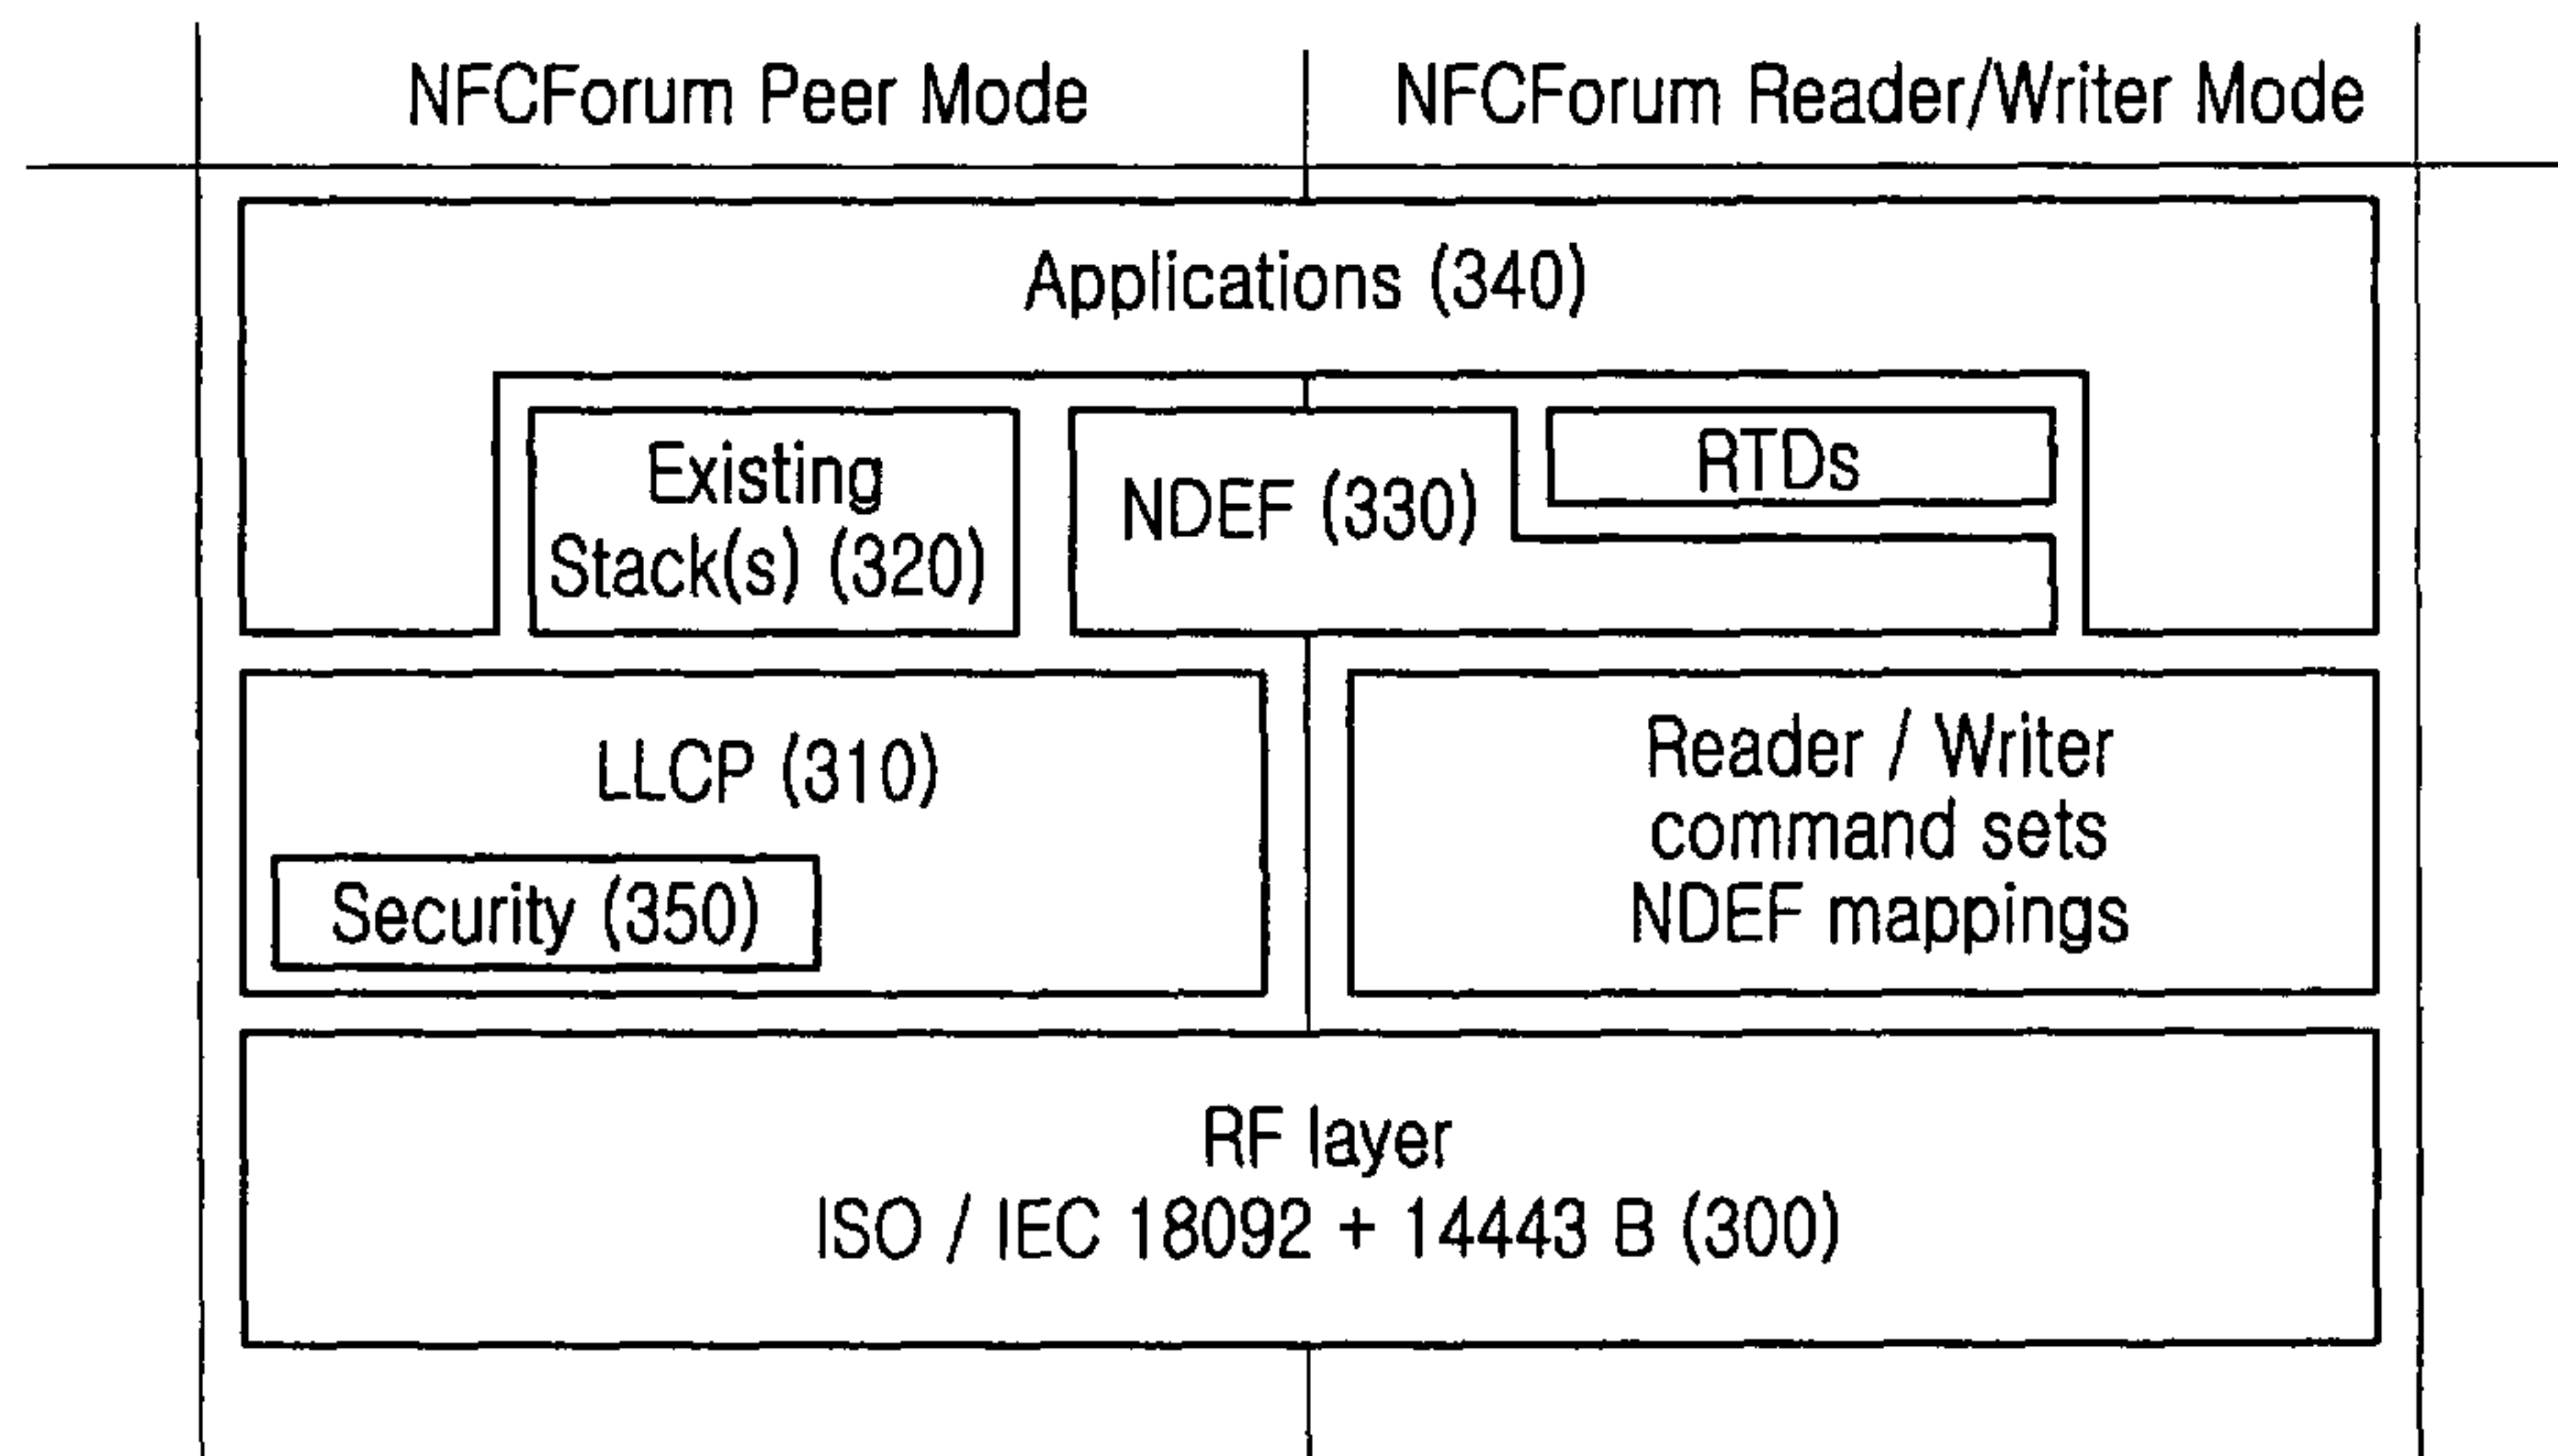 NFCForum Peer Mode
NFCForum Reader/Writer Mode
Applications (340)
Existing
Stack(s) (320)
NDEF (330)
RTDs
LLCP (310)
Security (350)
Reader / Writer
command sets
NDEF mappings
RF layer
ISO / IEC 18092 + 14443 B (300)